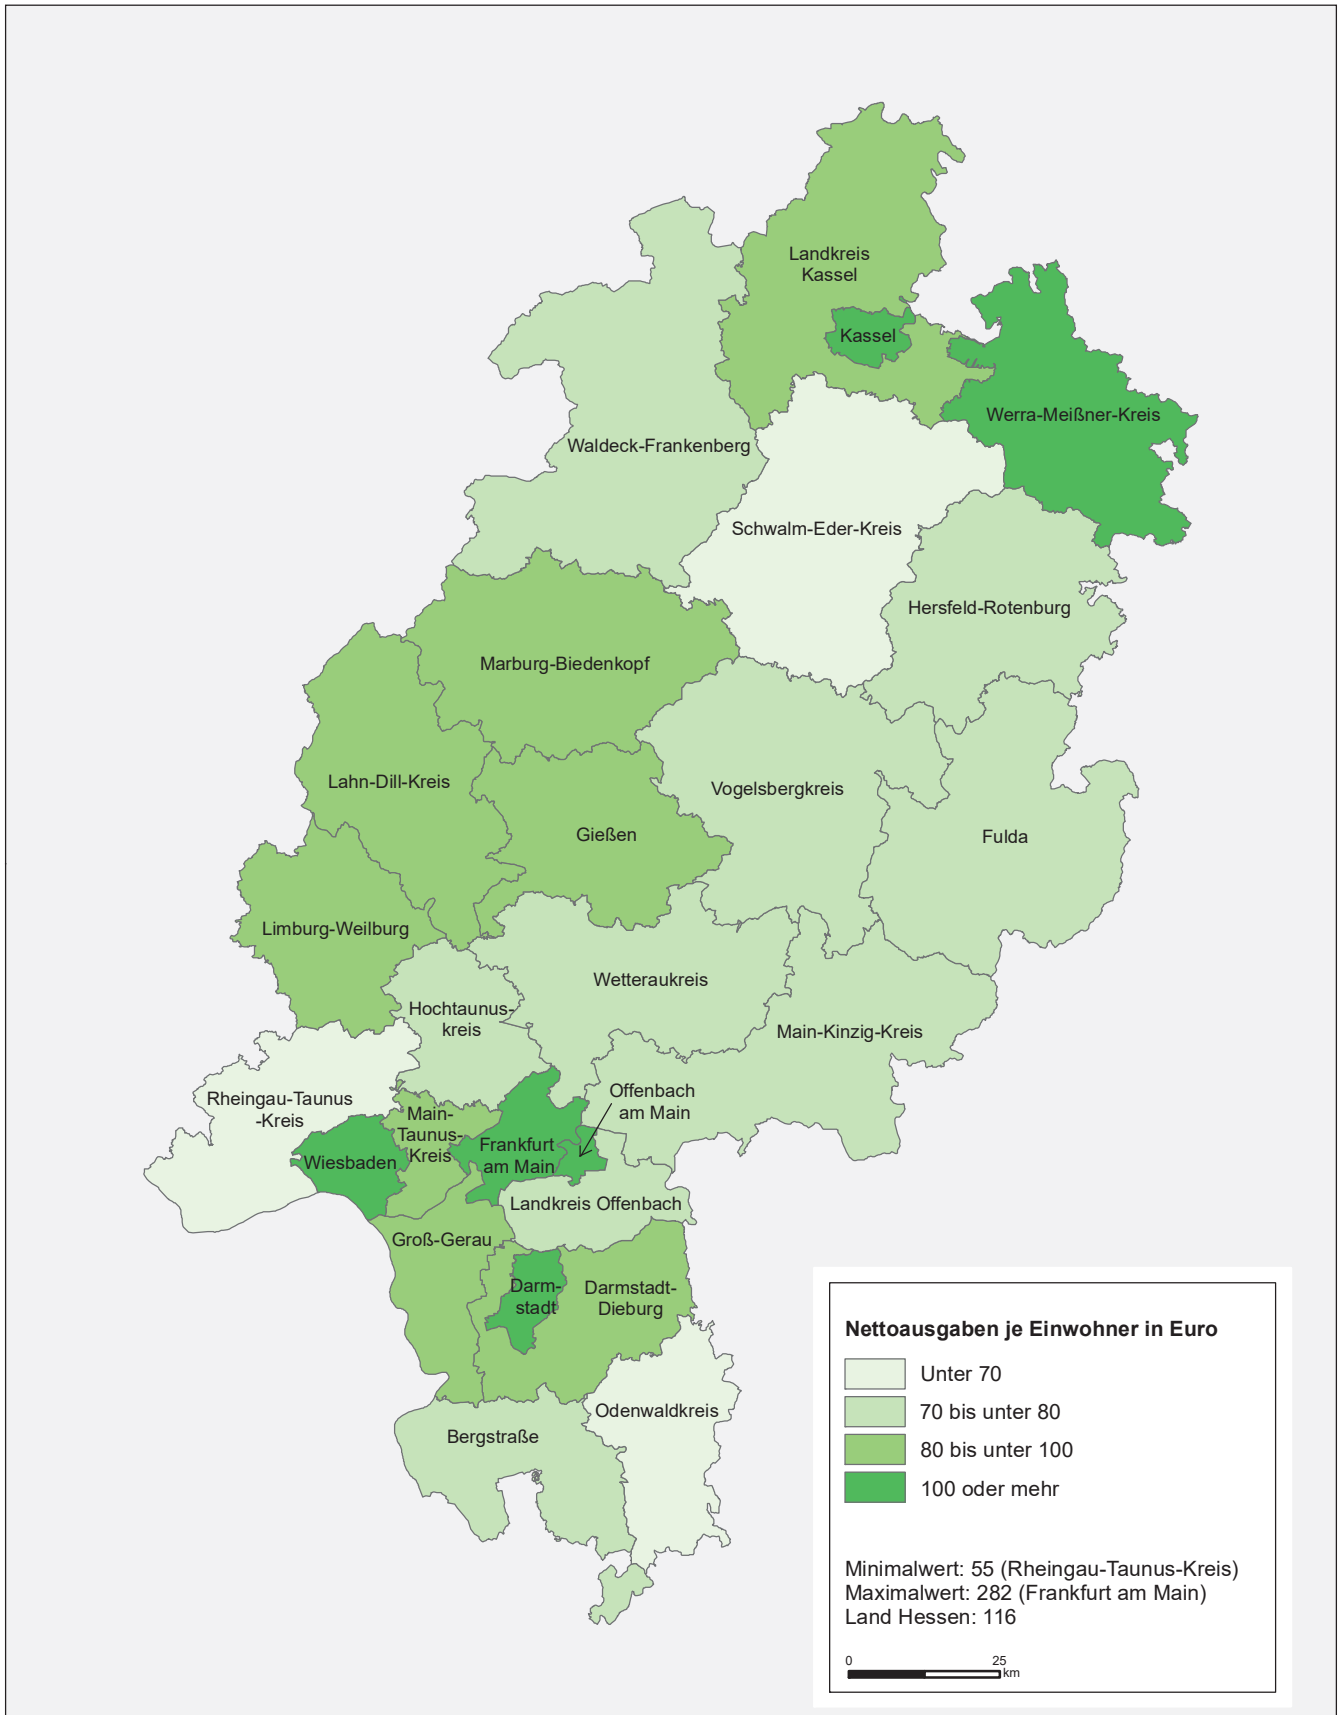 Landkreis
Kassel
Kassel
Werra-Meißner-Kreis
Waldeck-Frankenberg
Schwalm-Eder-Kreis
Hersfeld-Rotenburg
Marburg-Biedenkopf
Lahn-Dill-Kreis
Vogelsbergkreis
Gießen
Fulda
Limburg-Weilburg
Wetteraukreis
Hochtaunus-
kreis
Main-Kinzig-Kreis
Rheingau-Taunus
-Kreis
Offenbach
am Main
Main-
Taunus-
Kreis
Frankfurt
am Main
Wiesbaden
Landkreis Offenbach
Groß-Gerau
Darm-
stadt
Darmstadt-
Dieburg
Odenwaldkreis
Bergstraße
Nettoausgaben je Einwohner in Euro
Unter 70
70 bis unter 80
80 bis unter 100
100 oder mehr
Minimalwert: 55 (Rheingau-Taunus-Kreis)
Maximalwert: 282 (Frankfurt am Main)
Land Hessen: 116
0 25
km